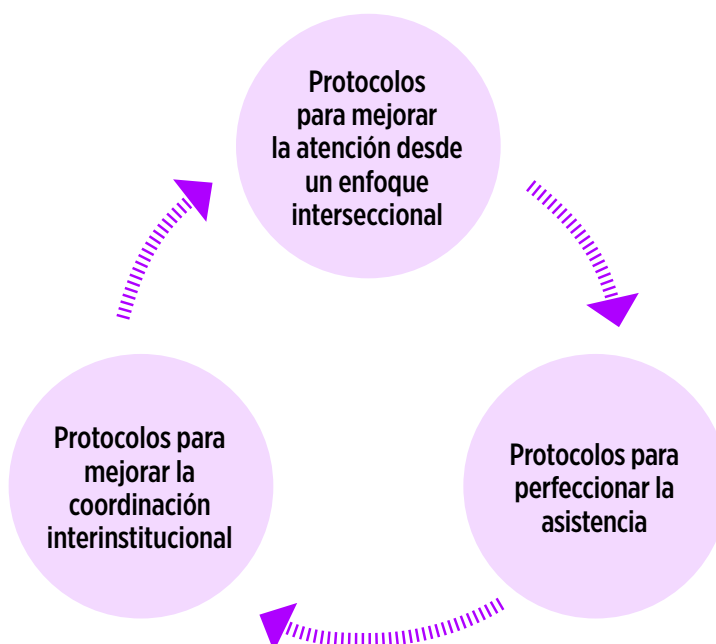 Protocolos
para mejorar
la atención desde
un enfoque
interseccional
Protocolos para
mejorar la
coordinación
interinstitucional
Protocolos para
perfeccionar la
asistencia